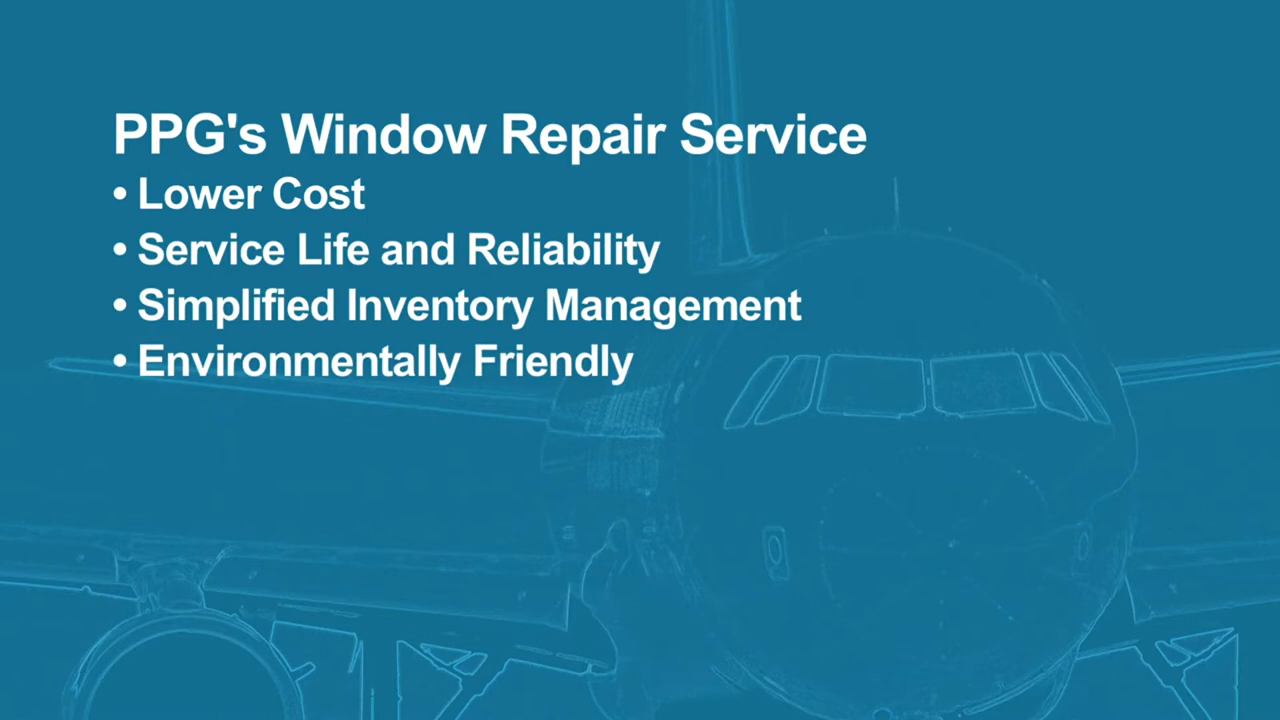 PPG's Window Repair Service
• Lower Cost
• Service Life and Reliability
• Simplified Inventory Management
• Environmentally Friendly